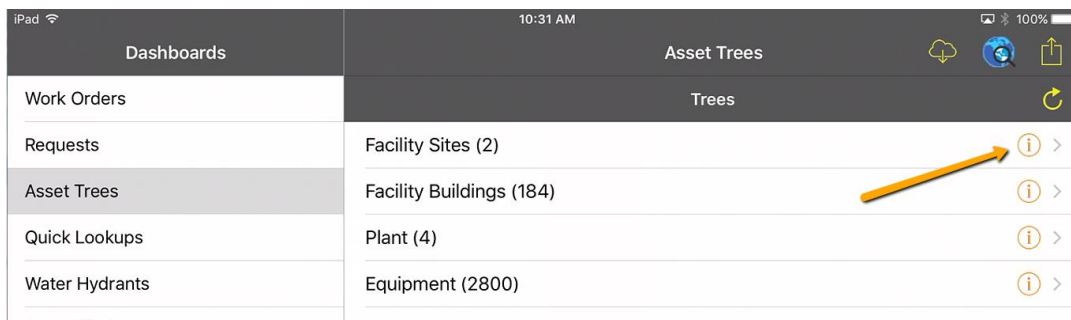 iPad 10:31 AM 100%
Dashboards
Asset Trees
Work Orders
Requests
Asset Trees
Quick Lookups
Water Hydrants
Trees
Facility Sites (2)
Facility Buildings (184)
Plant (4)
Equipment (2800)